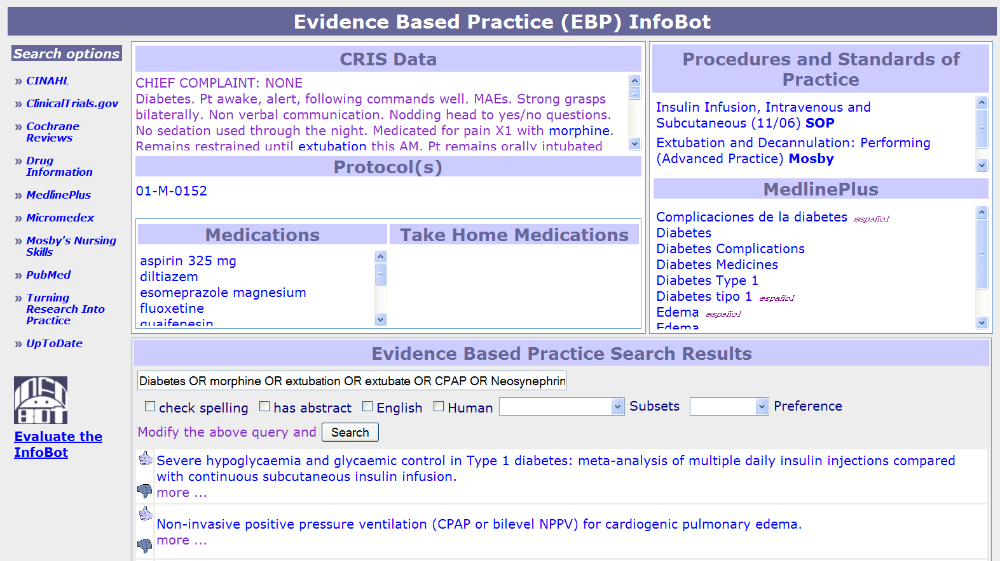 Evidence Based Practice (EBP) InfoBot
Search options
» CINAHL
» ClinicalTrials.gov
» Cochrane
Reviews
» Drug
Information
» MedlinePlus
» Micromedex
» Mosby's Nursing
Skills
» PubMed
» Turning
Research Into
Practice
» UpToDate
BOT
Evaluate the
InfoBot
CRIS Data
CHIEF COMPLAINT: NONE
Diabetes. Pt awake, alert, following commands well. MAEs. Strong grasps
bilaterally. Non verbal communication. Nodding head to yes/no questions.
No sedation used through the night. Medicated for pain X1 with morphine.
Remains restrained until extubation this AM. Pt remains orally intubated
Protocol(s)
01-M-0152
Medications
aspirin 325 mg
diltiazem
esomeprazole magnesium
fluoxetine
guaifenesin
Take Home Medications
Procedures and Standards of
Practice
Insulin Infusion, Intravenous and
Subcutaneous (11/06) SOP
Extubation and Decannulation: Performing
(Advanced Practice) Mosby
MedlinePlus
Complicaciones de la diabetes español
Diabetes
Diabetes Complications
Diabetes Medicines
Diabetes Type 1
Diabetes tipo 1 español
Edema español
Edema
Evidence Based Practice Search Results
Diabetes OR morphine OR extubation OR extubate OR CPAP OR Neosynephrin
check spelling has abstract English Human Subsets Preference
Modify the above query and Search
Severe hypoglycaemia and glycaemic control in Type 1 diabetes: meta-analysis of multiple daily insulin injections compared
with continuous subcutaneous insulin infusion.
more ...
Non-invasive positive pressure ventilation (CPAP or bilevel NPPV) for cardiogenic pulmonary edema.
more ...